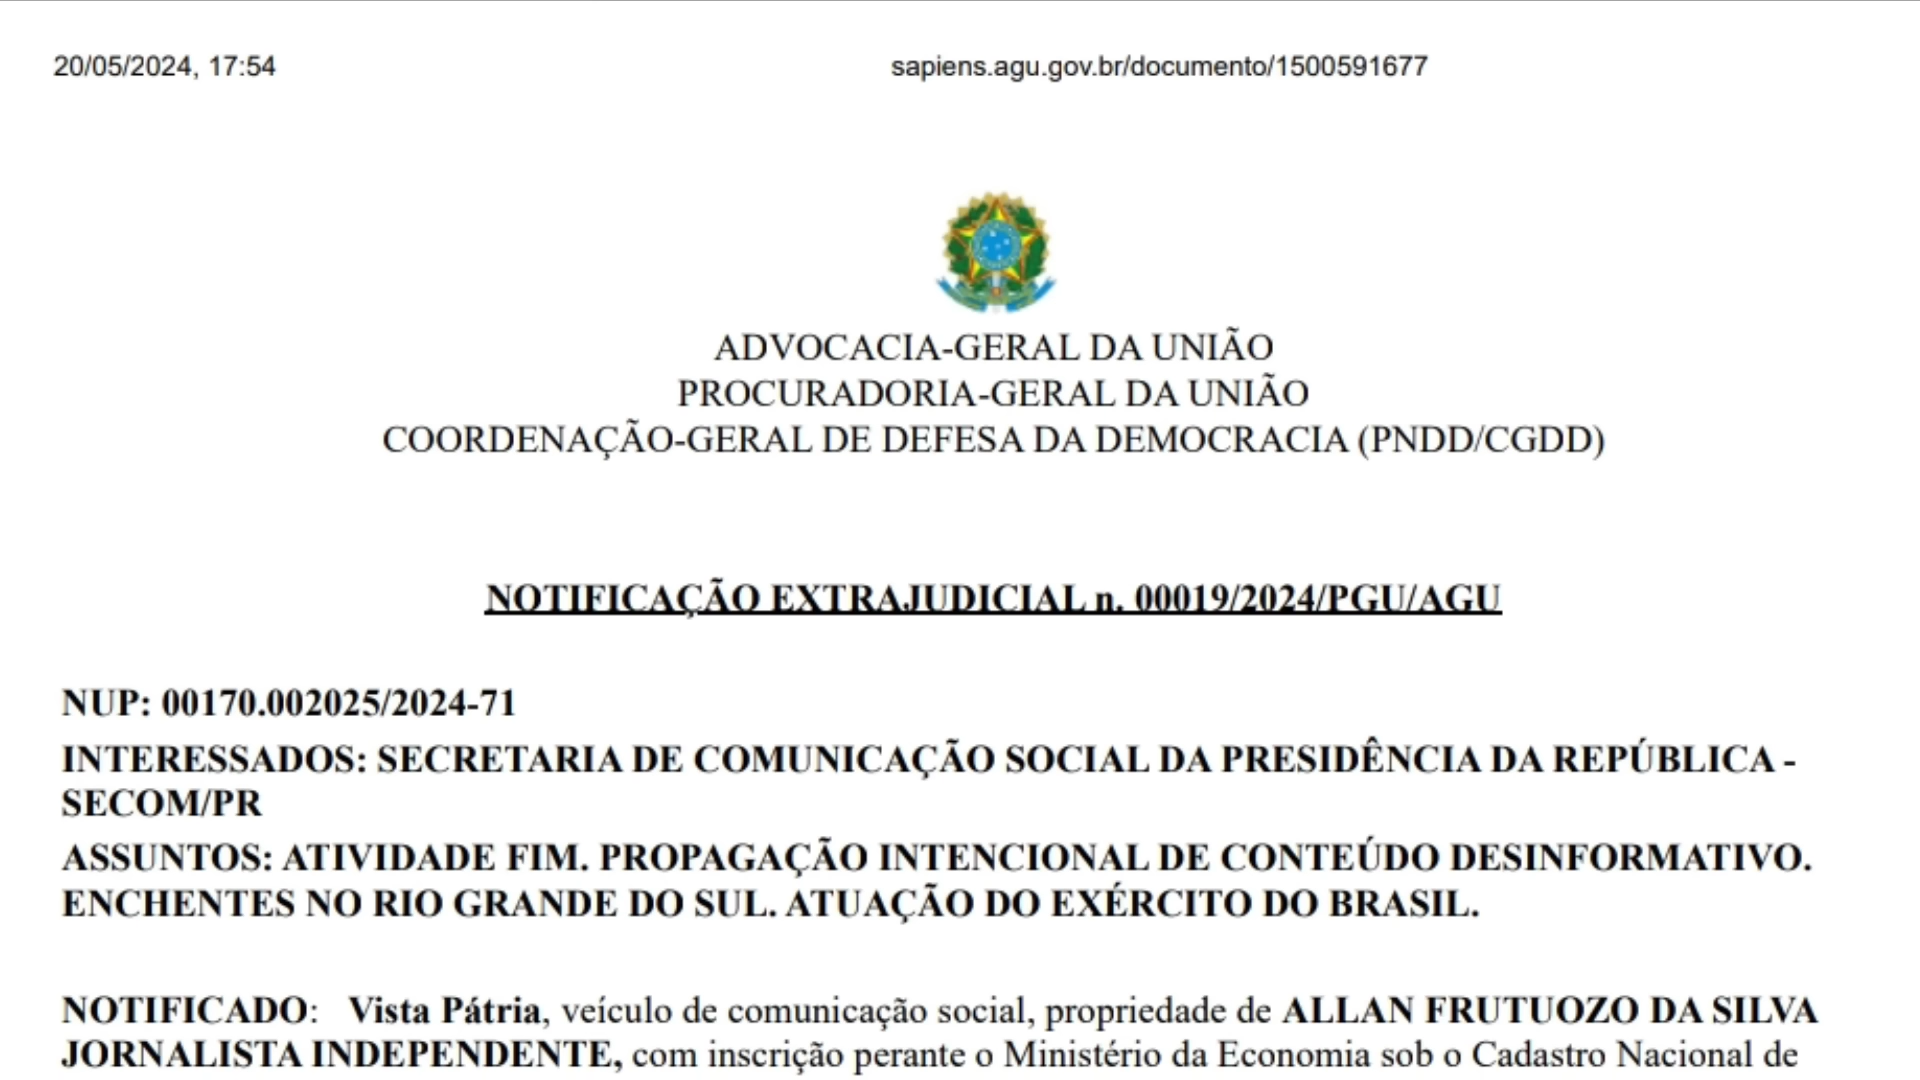 20/05/2024, 17:54 sapiens.agu.gov.br/documento/1500591677
ADVOCACIA-GERAL DA UNIÃO
PROCURADORIA-GERAL DA UNIÃO
COORDENAÇÃO-GERAL DE DEFESA DA DEMOCRACIA (PNDD/CGDD)
NOTIFICAÇÃO EXTRAJUDICIAL n. 00019/2024/PGU/AGU
NUP: 00170.002025/2024-71
INTERESSADOS: SECRETARIA DE COMUNICAÇÃO SOCIAL DA PRESIDÊNCIA DA REPÚBLICA -
SECOM/PR
ASSUNTOS: ATIVIDADE FIM. PROPAGAÇÃO INTENCIONAL DE CONTEÚDO DESINFORMATIVO.
ENCHENTES NO RIO GRANDE DO SUL. ATUAÇÃO DO EXÉRCITO DO BRASIL.
NOTIFICADO: Vista Pátria, veículo de comunicação social, propriedade de ALLAN FRUTUOZO DA SILVA
JORNALISTA INDEPENDENTE, com inscrição perante o Ministério da Economia sob o Cadastro Nacional de